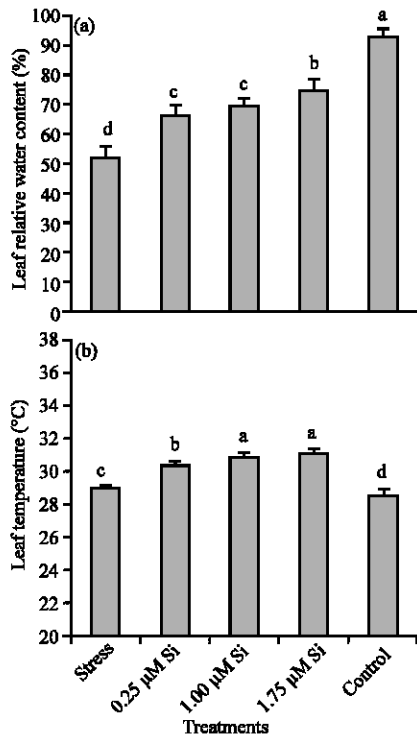 (a)
Leaf relative water content (%)
100
90
80
70
60
50
40
30
20
10
0
d
c
c
b
a
(b)
Leaf temperature (°C)
38
36
34
32
30
28
26
24
22
20
c
b
a
a
d
Stress
0.25 µM Si
1.00 µM Si
1.75 µM Si
Control
Treatments